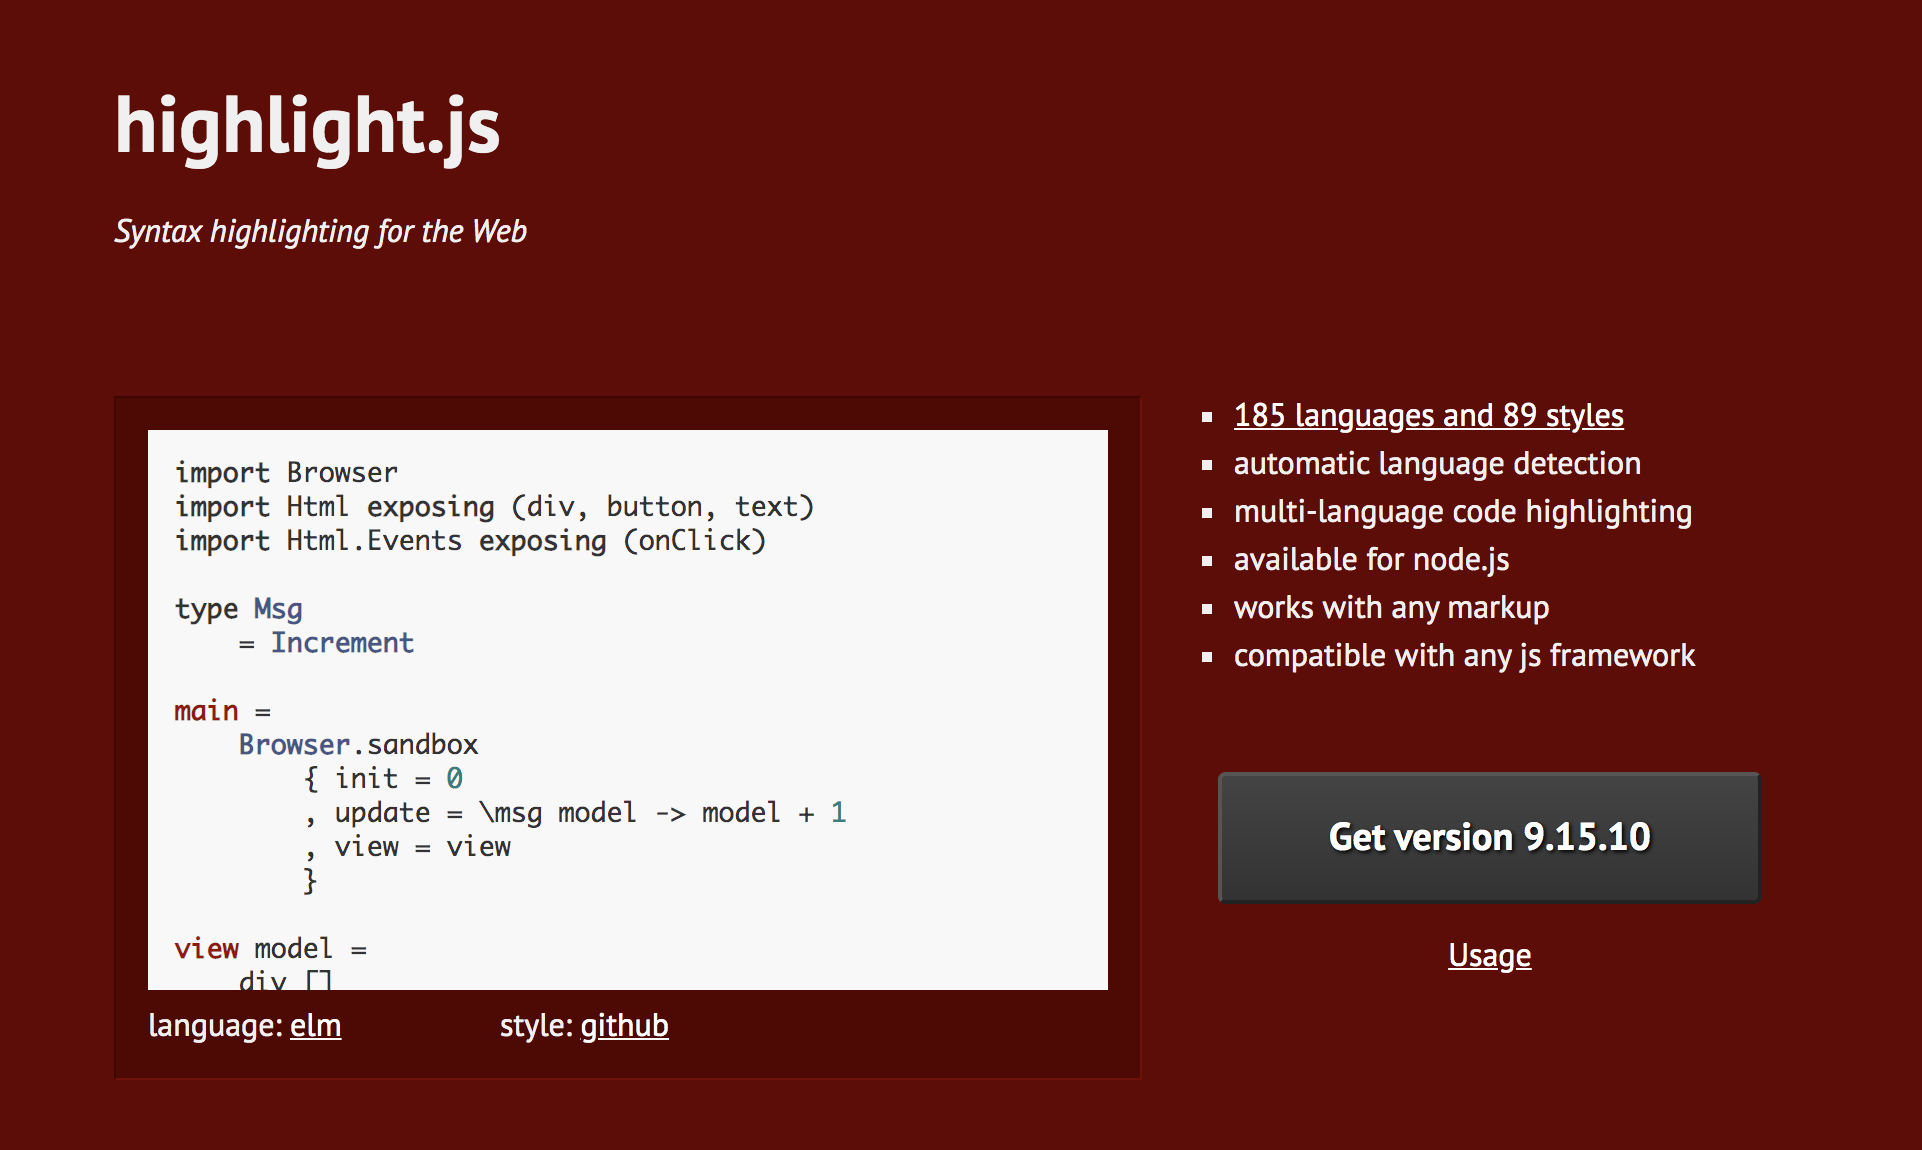 highlight.js
Syntax highlighting for the Web
import Browser
import Html exposing (div, button, text)
import Html.Events exposing (onClick)
type Msg
    = Increment
main =
    Browser.sandbox
        { init = 0
        , update = \msg model -> model + 1
        , view = view
        }
view model =
    div []
language: elm
style: github
185 languages and 89 styles
automatic language detection
multi-language code highlighting
available for node.js
works with any markup
compatible with any js framework
Get version 9.15.10
Usage